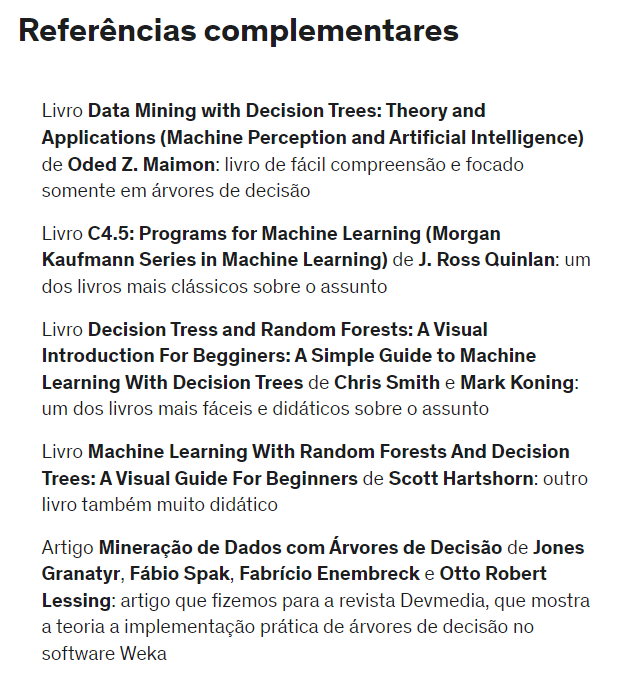 Referências complementares
Livro Data Mining with Decision Trees: Theory and
Applications (Machine Perception and Artificial Intelligence)
de Oded Z. Maimon: livro de fácil compreensão e focado
somente em árvores de decisão
Livro C4.5: Programs for Machine Learning (Morgan
Kaufmann Series in Machine Learning) de J. Ross Quinlan: um
dos livros mais clássicos sobre o assunto
Livro Decision Tress and Random Forests: A Visual
Introduction For Begginers: A Simple Guide to Machine
Learning With Decision Trees de Chris Smith e Mark Koning:
um dos livros mais fáceis e didáticos sobre o assunto
Livro Machine Learning With Random Forests And Decision
Trees: A Visual Guide For Beginners de Scott Hartshorn: outro
livro também muito didático
Artigo Mineração de Dados com Árvores de Decisão de Jones
Granatyr, Fábio Spak, Fabrício Enembreck e Otto Robert
Lessing: artigo que fizemos para a revista Devmedia, que mostra
a teoria a implementação prática de árvores de decisão no
software Weka